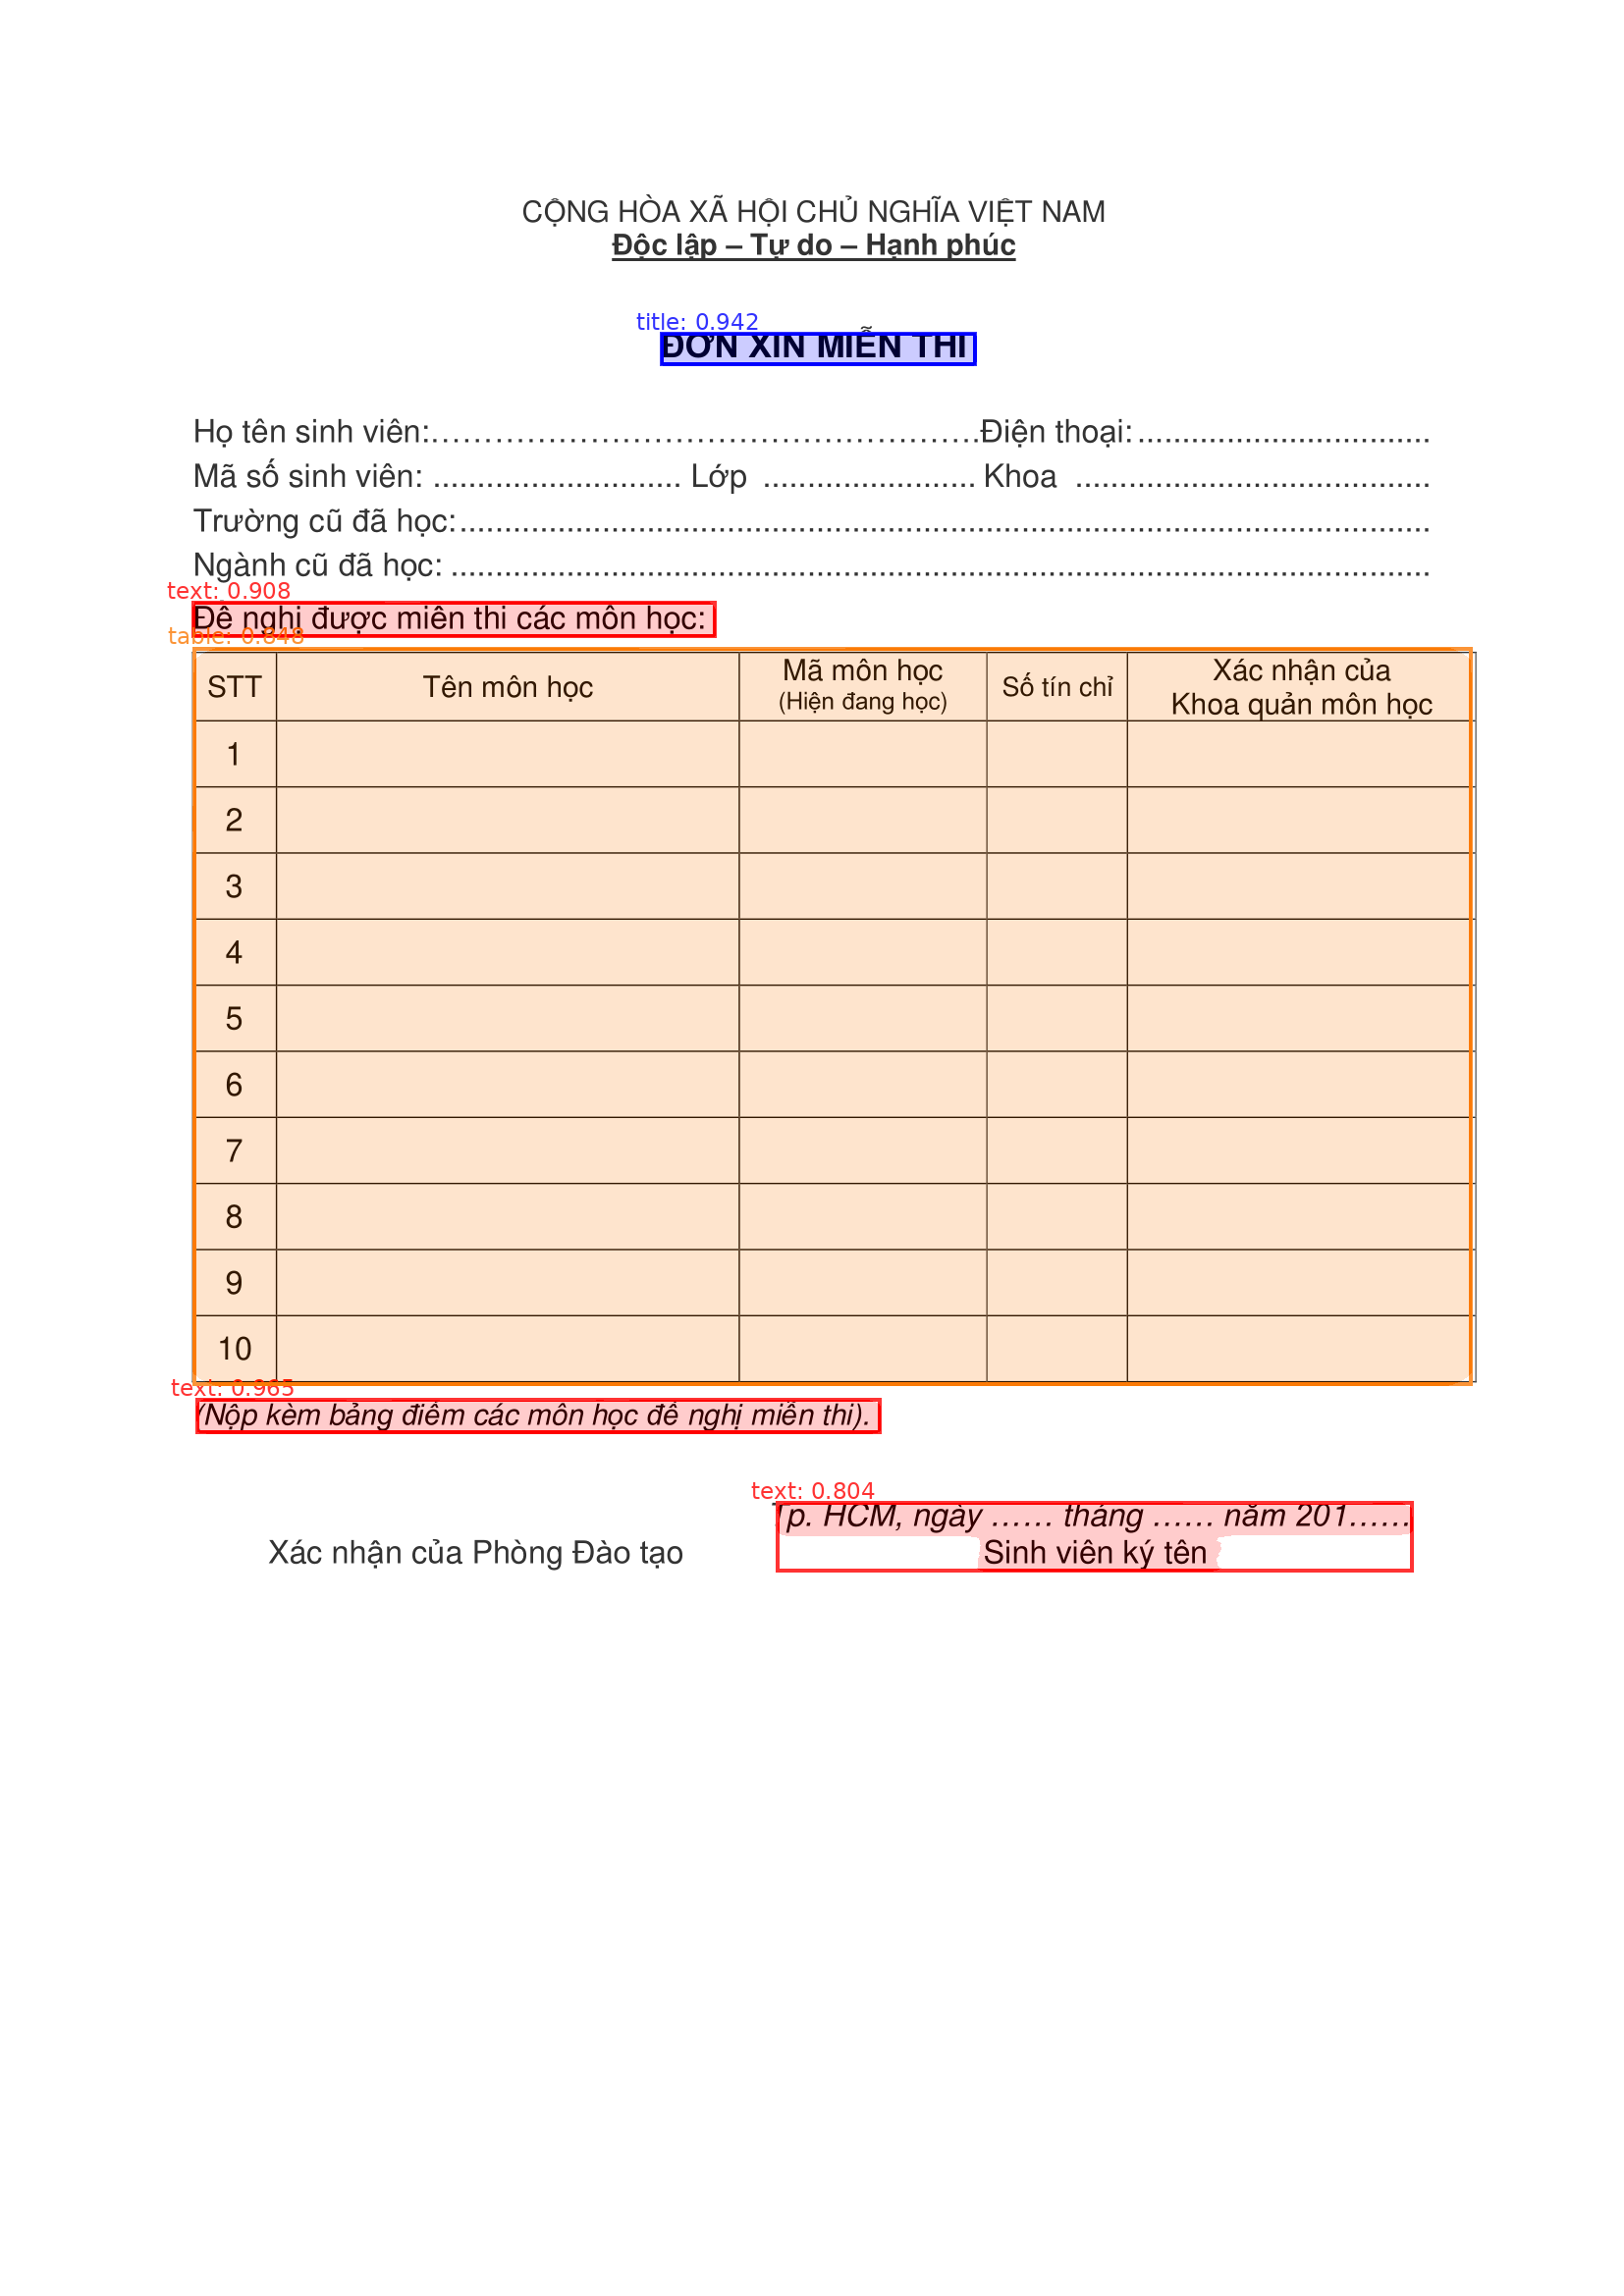 CỘNG HÒA XÃ HỘI CHỦ NGHĨA VIỆT NAM
Độc lập – Tự do – Hạnh phúc
title: 0.942
ĐƠN XIN MIỄN THI
Họ tên sinh viên:......................................................Điện thoại:.................................
Mã số sinh viên: ............................ Lớp ........................ Khoa ........................................
Trường cũ đã học:.............................................................................................................
Ngành cũ đã học: ..............................................................................................................
text: 0.908
Đề nghị được miễn thi các môn học:
table: 0.848
STT Tên môn học Mã môn học (Hiện đang học) Số tín chỉ Xác nhận của Khoa quản môn học
1
2
3
4
5
6
7
8
9
10
text: 0.965
(Nộp kèm bảng điểm các môn học đề nghị miễn thi).
text: 0.804
Tp. HCM, ngày …… tháng …… năm 201……
Xác nhận của Phòng Đào tạo Sinh viên ký tên